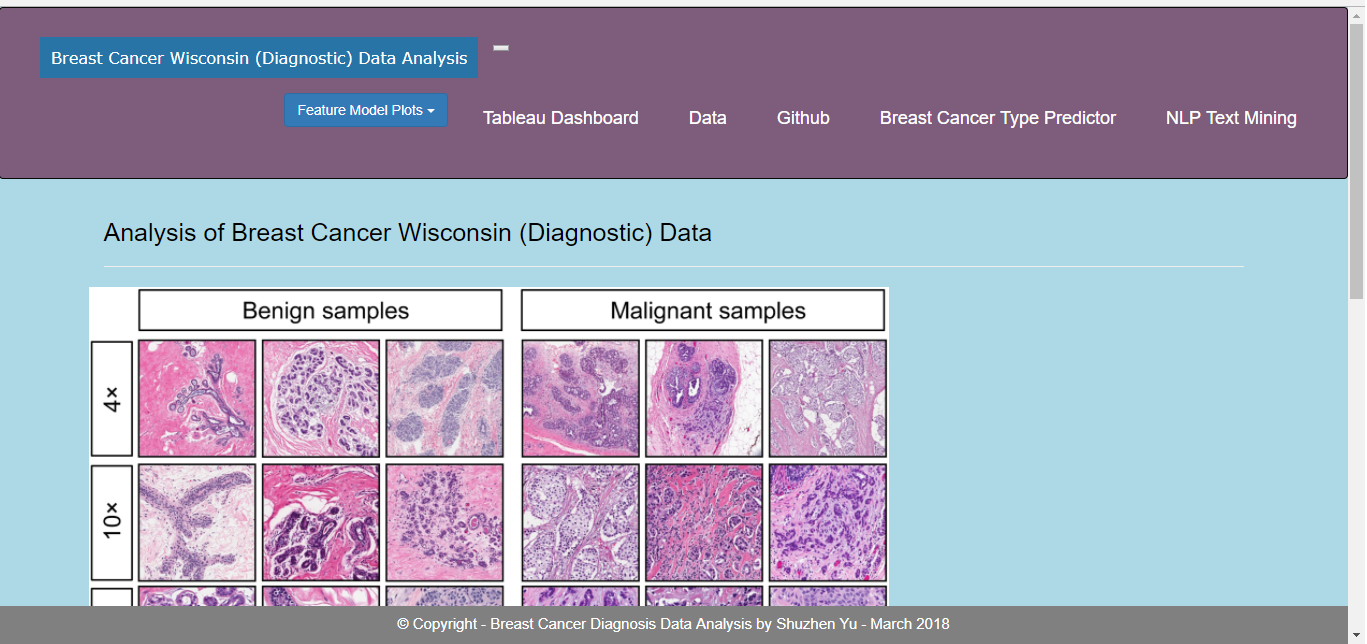 Breast Cancer Wisconsin (Diagnostic) Data Analysis
Feature Model Plots
Tableau Dashboard
Data
Github
Breast Cancer Type Predictor
NLP Text Mining
Analysis of Breast Cancer Wisconsin (Diagnostic) Data
Benign samples
Malignant samples
4×
10×
© Copyright - Breast Cancer Diagnosis Data Analysis by Shuzhen Yu - March 2018